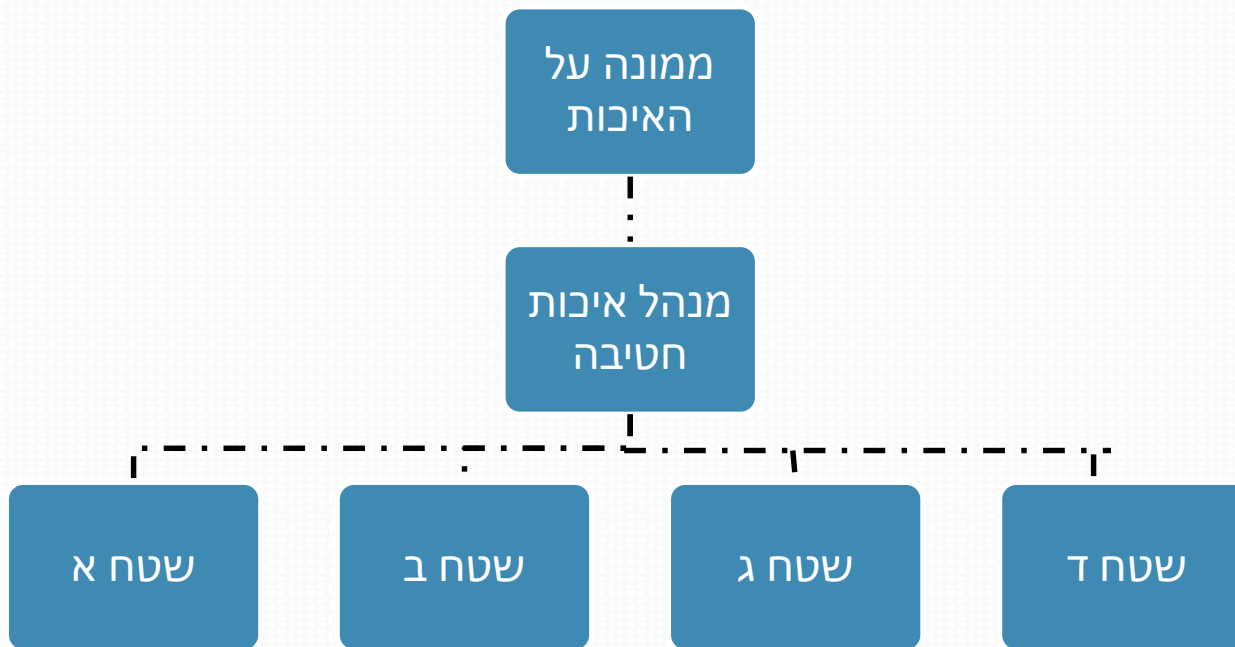 ממונה על
האיכות
מנהל איכות
חטיבה
שטח א
שטח ב
שטח ג
שטח ד